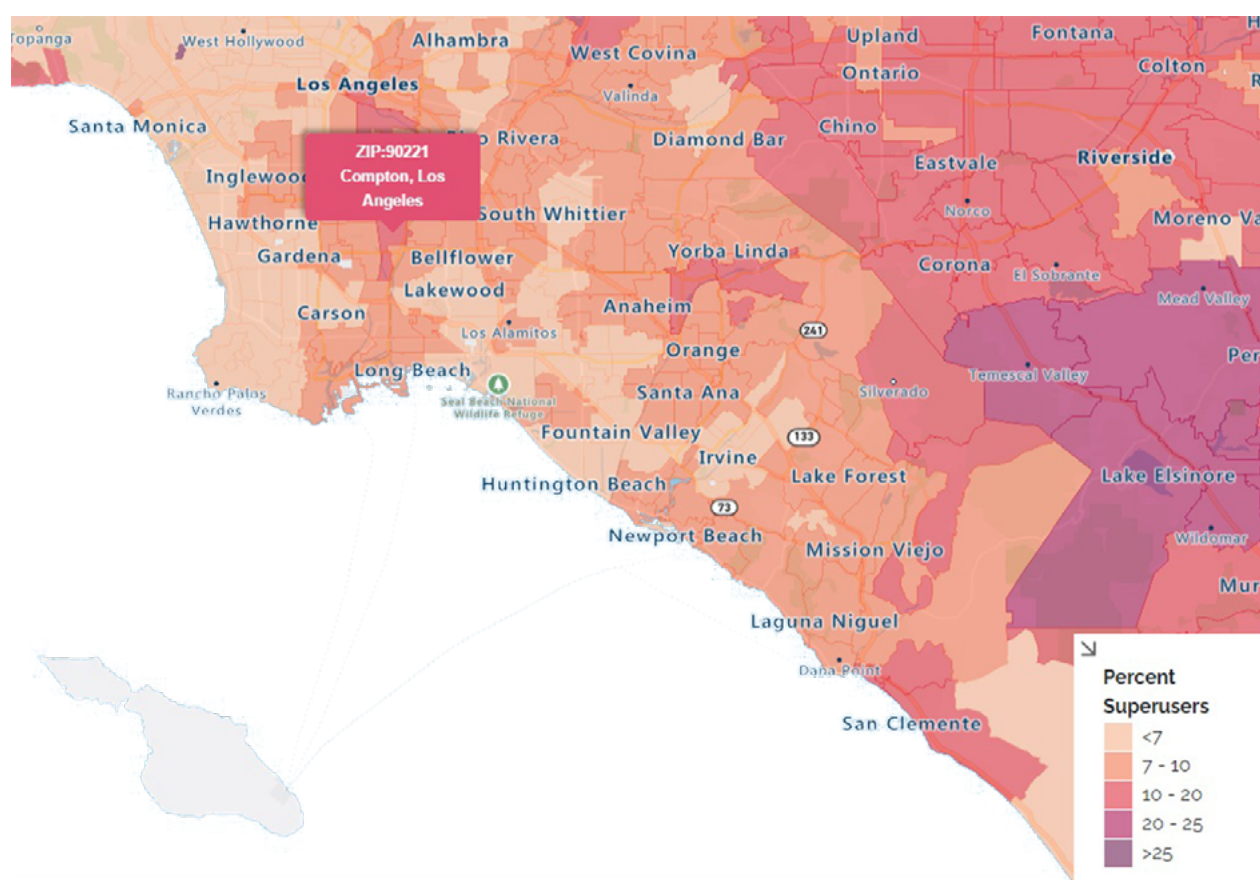 Topanga
West Hollywood
Alhambra
West Covina
Upland
Fontana
Los Angeles
Valinda
Ontario
Colton
Santa Monica
Rivera
Diamond Bar
Chino
ZIP:90221
Compton, Los
Angeles
Eastvale
Riverside
Hawthorne
South Whittier
Norco
Moreno Va
Gardena
Bellflower
Yorba Linda
Corona
El Sobrante
Lakewood
Mead Valley
Carson
Los Alamitos
Anaheim
241
Orange
Per
Long Beach
Temescal Valley
Rancho Palos
Verdes
Seal Beach National
Wildlife Refuge
Santa Ana
Silverado
Fountain Valley
133
Irvine
Lake Forest
Lake Elsinore
Huntington Beach
73
Newport Beach
Mission Viejo
Wildomar
Mur
Laguna Niguel
Dana Point
San Clemente
Percent
Superusers
<7
7 - 10
10 - 20
20 - 25
>25